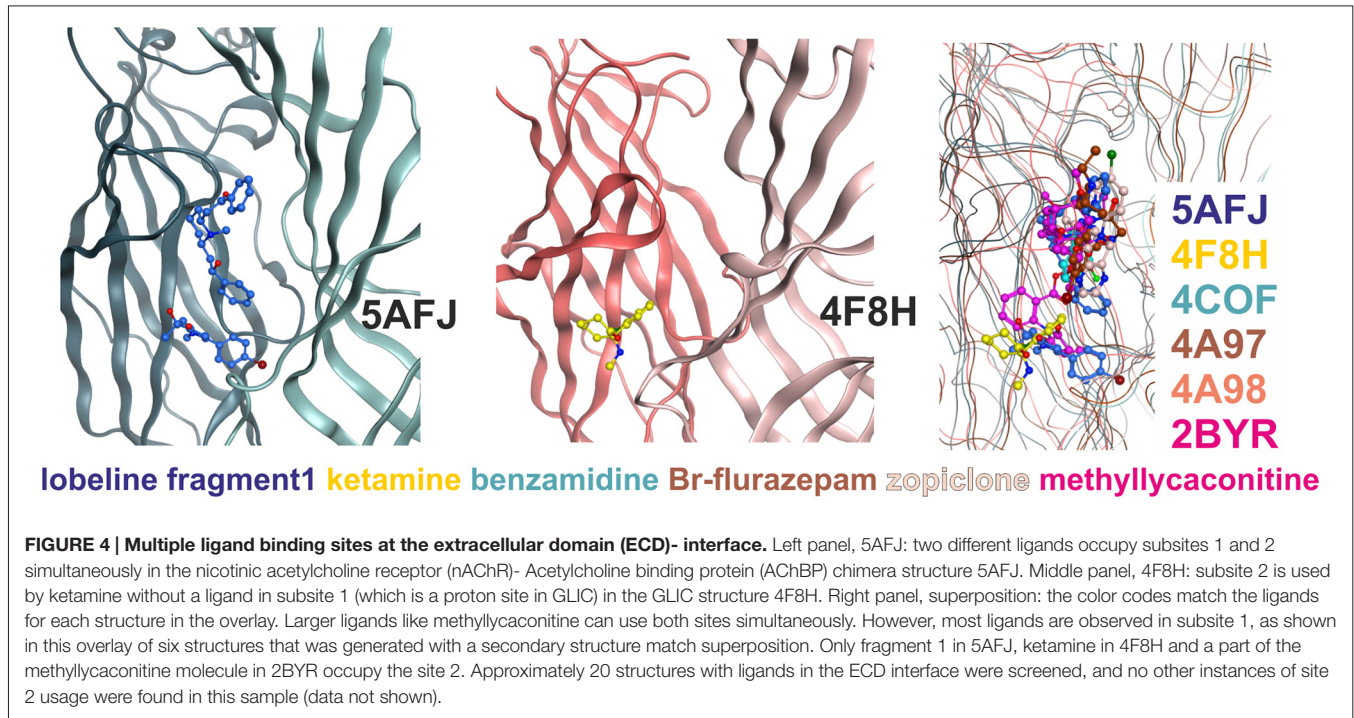 5AFJ
4F8H
5AFJ
4F8H
4COF
4A97
4A98
2BYR
lobeline fragment1 ketamine benzamidine Br-flurazepam zopiclone methyllycaconitine
FIGURE 4 | Multiple ligand binding sites at the extracellular domain (ECD)- interface. Left panel, 5AFJ: two different ligands occupy subsites 1 and 2
simultaneously in the nicotinic acetylcholine receptor (nAChR)- Acetylcholine binding protein (AChBP) chimera structure 5AFJ. Middle panel, 4F8H: subsite 2 is used
by ketamine without a ligand in subsite 1 (which is a proton site in GLIC) in the GLIC structure 4F8H. Right panel, superposition: the color codes match the ligands
for each structure in the overlay. Larger ligands like methyllycaconitine can use both sites simultaneously. However, most ligands are observed in subsite 1, as shown
in this overlay of six structures that was generated with a secondary structure match superposition. Only fragment 1 in 5AFJ, ketamine in 4F8H and a part of the
methyllycaconitine molecule in 2BYR occupy the site 2. Approximately 20 structures with ligands in the ECD interface were screened, and no other instances of site
2 usage were found in this sample (data not shown).